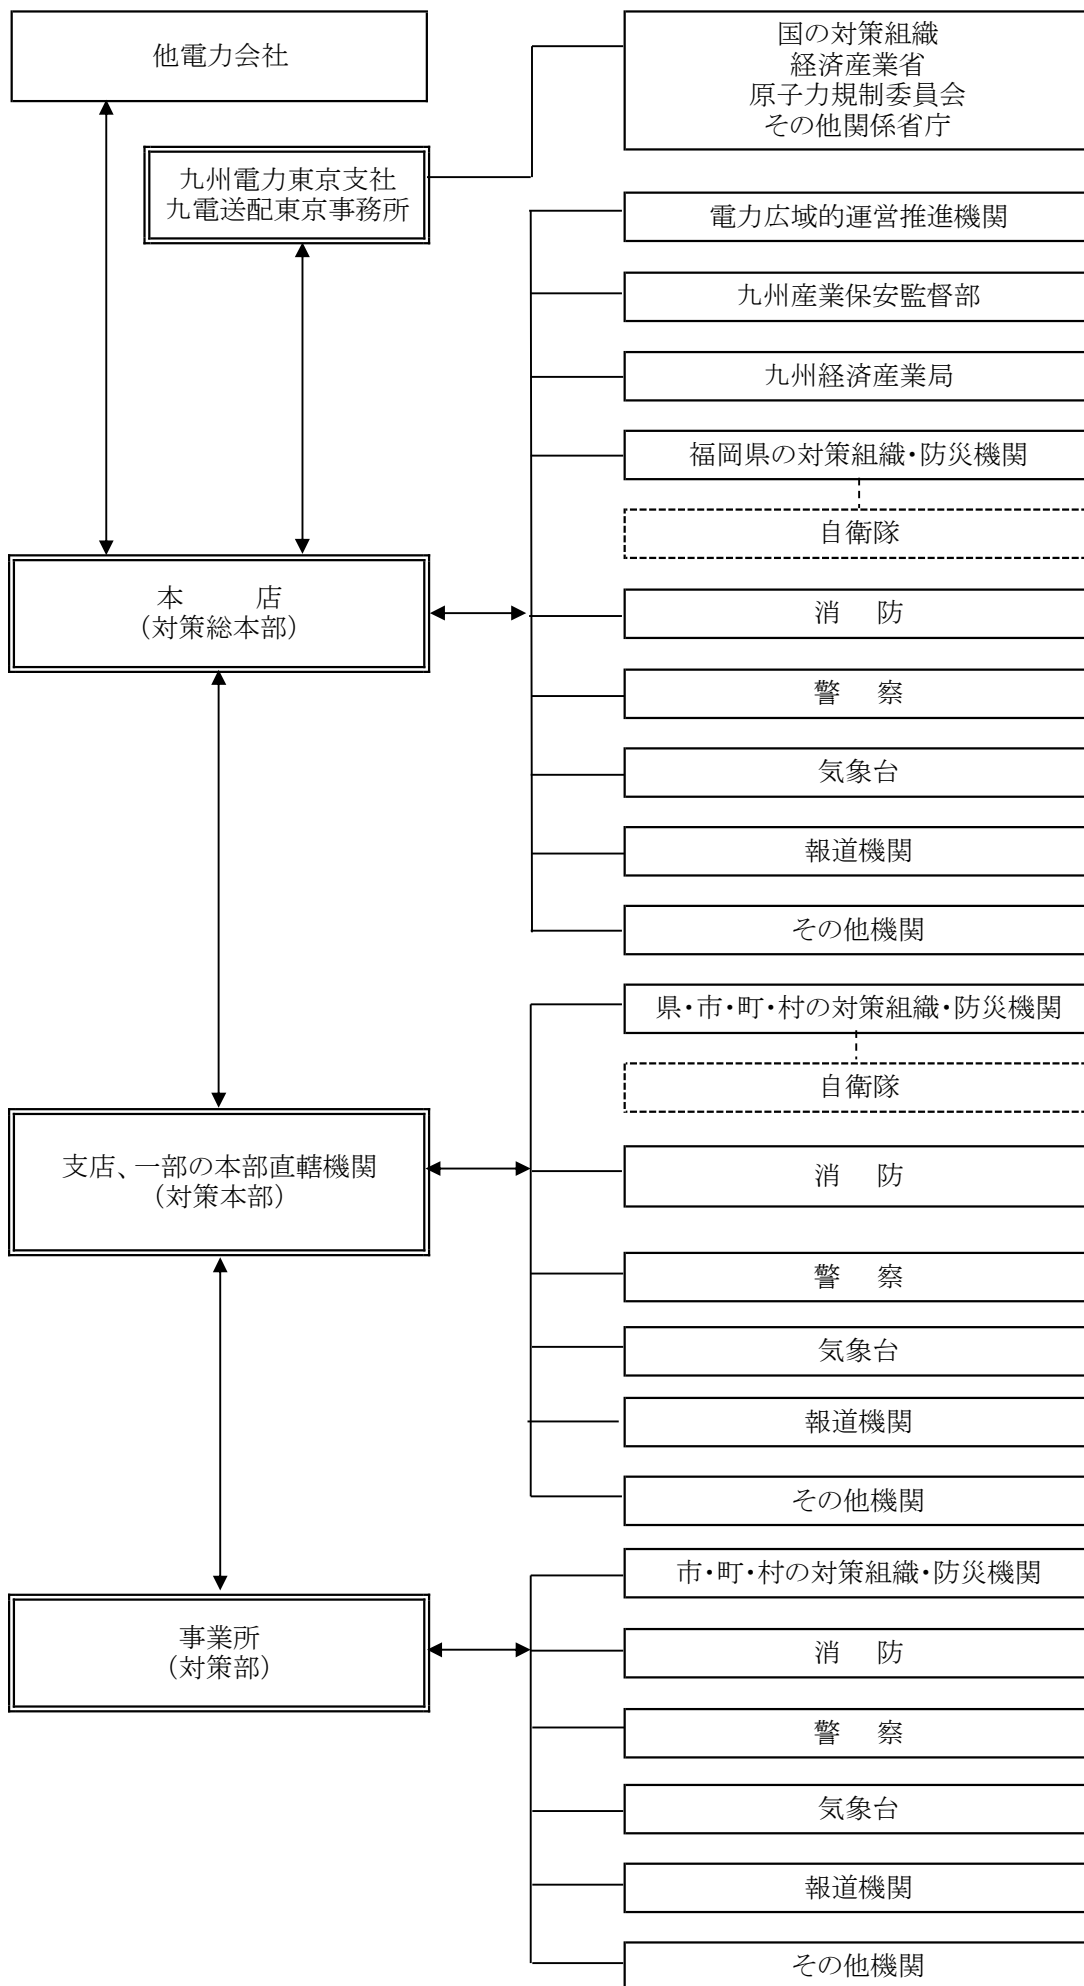 他電力会社
国の対策組織
経済産業省
原子力規制委員会
その他関係省庁
九州電力東京支社
九電送配東京事務所
電力広域的運営推進機関
九州産業保安監督部
九州経済産業局
福岡県の対策組織・防災機関
自衛隊
本　店
（対策総本部）
消　防
警　察
気象台
報道機関
その他機関
県・市・町・村の対策組織・防災機関
自衛隊
支店、一部の本部直轄機関
（対策本部）
消　防
警　察
気象台
報道機関
その他機関
市・町・村の対策組織・防災機関
事業所
（対策部）
消　防
警　察
気象台
報道機関
その他機関